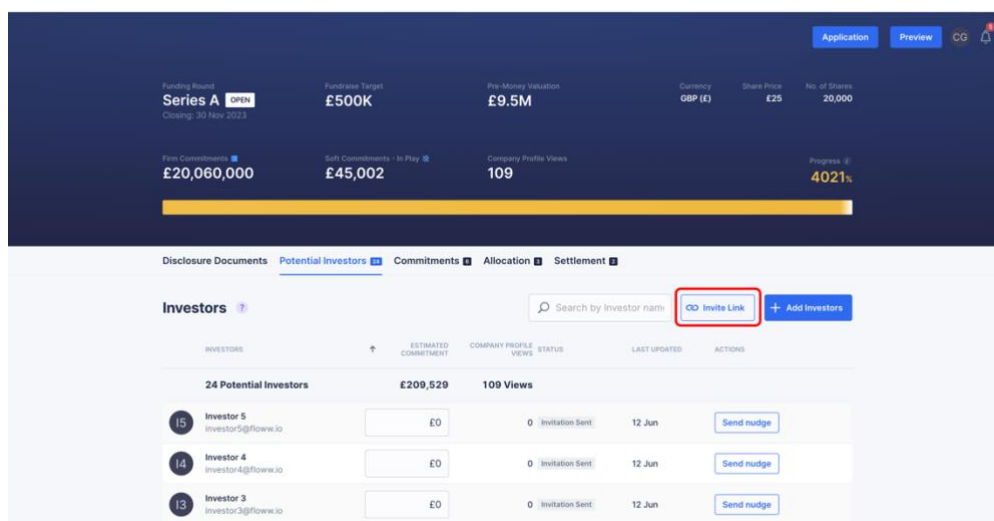 Application Preview CG 5
Funding Round Fundraise Target Pre-Money Valuation Currency Share Price No. of Shares
Series A OPEN £500K £9.5M GBP (£) £25 20,000
Closing: 30 Nov 2023
Firm Commitments Soft Commitments - In Play Company Profile Views Progress
£20,060,000 £45,002 109 4021%
Disclosure Documents Potential Investors 24 Commitments 6 Allocation 3 Settlement 2
Investors ? Search by Investor name Invite Link + Add Investors
INVESTORS ↑ ESTIMATED COMMITMENT COMPANY PROFILE VIEWS STATUS LAST UPDATED ACTIONS
24 Potential Investors £209,529 109 Views
I5 Investor 5 £0 0 Invitation Sent 12 Jun Send nudge
investor5@floww.io
I4 Investor 4 £0 0 Invitation Sent 12 Jun Send nudge
investor4@floww.io
I3 Investor 3 £0 0 Invitation Sent 12 Jun Send nudge
investor3@floww.io